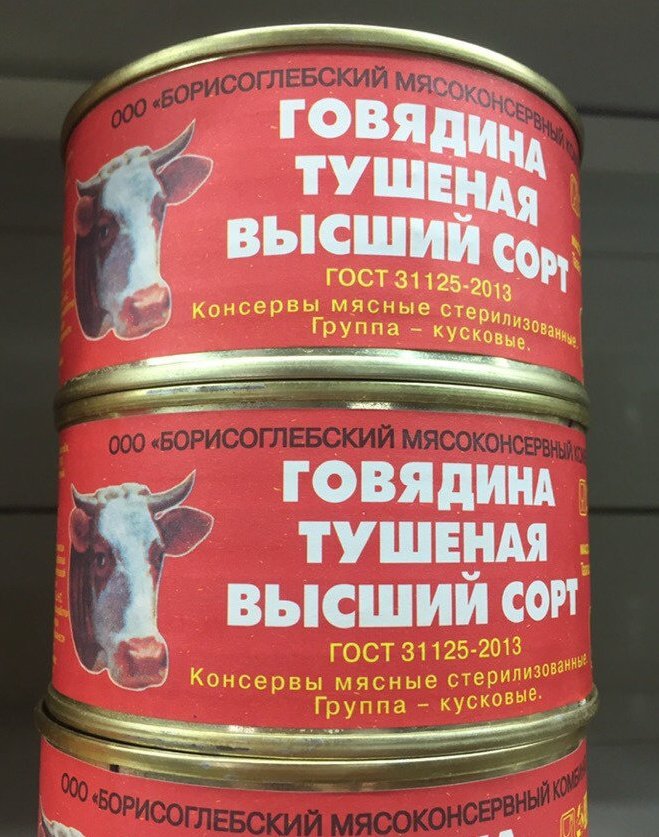 ООО «БОРИСОГЛЕБСКИЙ МЯСОКОНСЕРВНЫЙ
ГОВЯДИНА
ТУШЕНАЯ
ВЫСШИЙ СОРТ
ГОСТ 31125-2013
Консервы мясные стерилизованные.
Группа – кусковые.
ООО «БОРИСОГЛЕБСКИЙ МЯСОКОНСЕРВНЫЙ
ГОВЯДИНА
ТУШЕНАЯ
ВЫСШИЙ СОРТ
ГОСТ 31125-2013
Консервы мясные стерилизованные
Группа – кусковые.
ООО «БОРИСОГЛЕБСКИЙ МЯСОКОНСЕРВНЫЙ КОМБИН